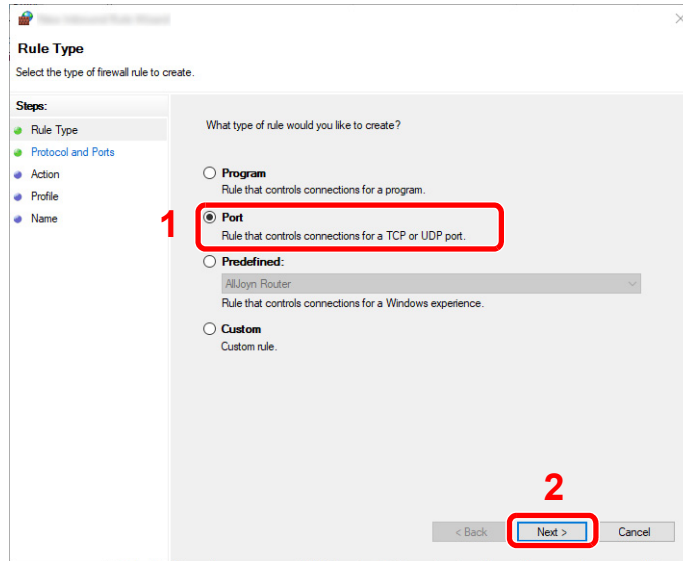 Rule Type
Select the type of firewall rule to create.
Steps:
Rule Type
Protocol and Ports
Action
Profile
Name
What type of rule would you like to create?
Program
Rule that controls connections for a program.
1
Port
Rule that controls connections for a TCP or UDP port.
Predefined:
AllJoyn Router
Rule that controls connections for a Windows experience.
Custom
Custom rule.
2
< Back
Next >
Cancel